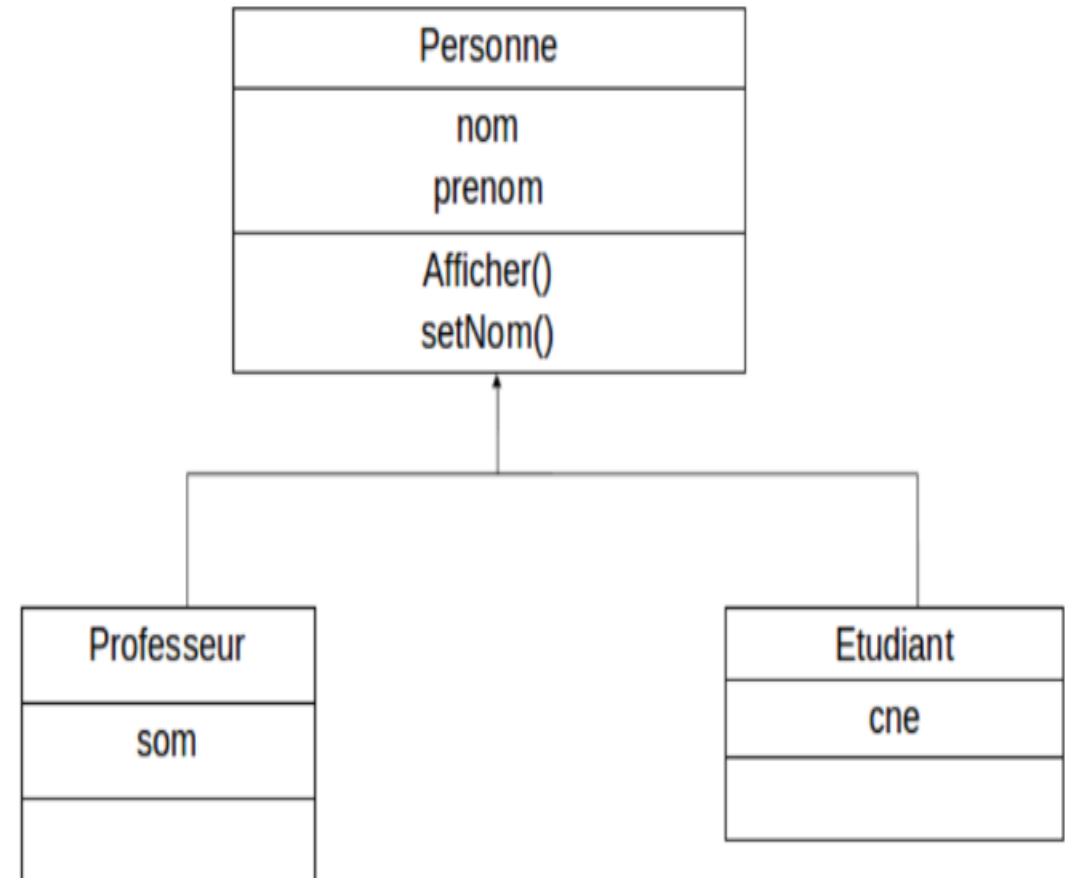 Personne
nom
prenom
Afficher()
setNom()
Professeur
som
Etudiant
cne